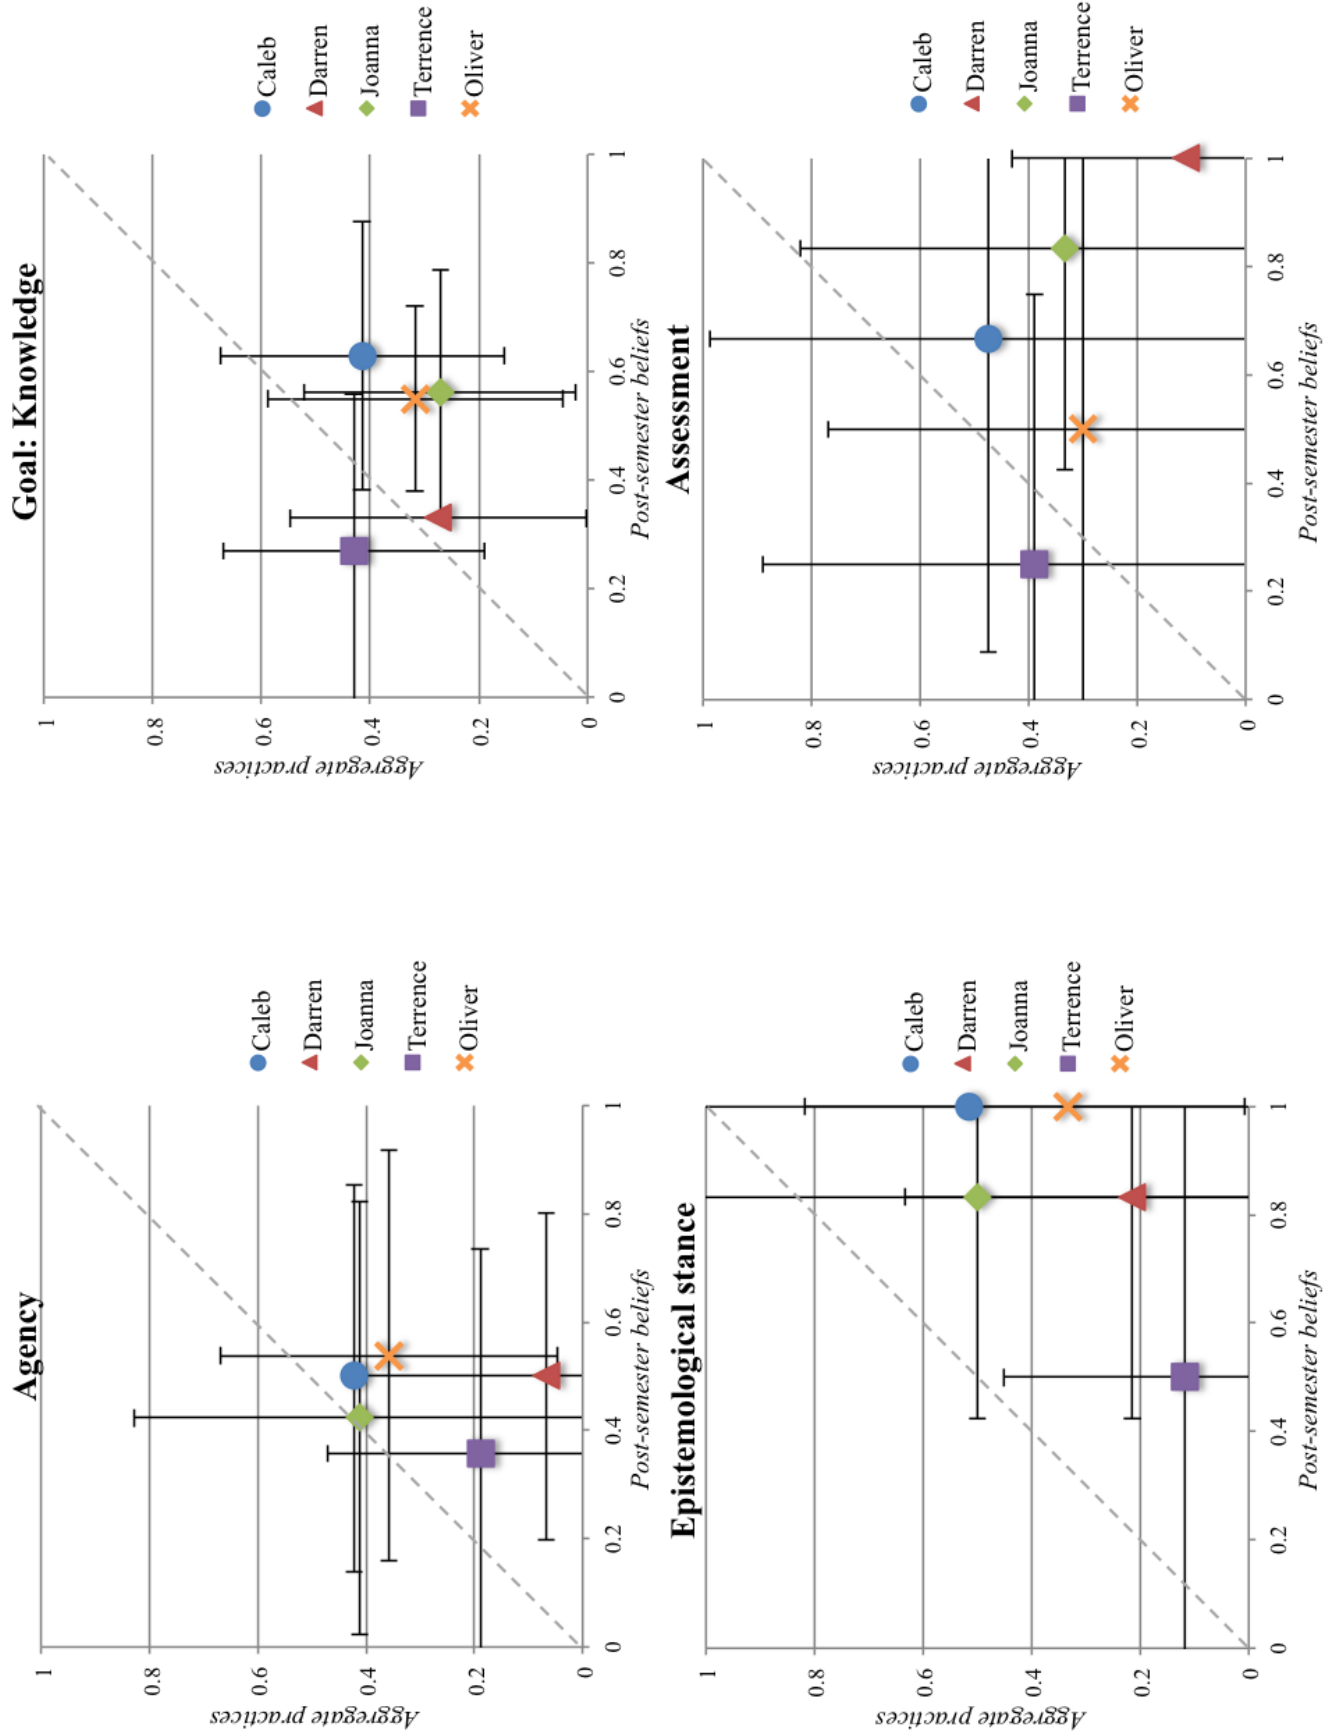 Agency
1
0.8
0.6
0.4
0.2
0
Aggregate practices
0 0.2 0.4 0.6 0.8 1
Post-semester beliefs
Caleb
Darren
Joanna
Terrence
Oliver
Goal: Knowledge
1
0.8
0.6
0.4
0.2
0
Aggregate practices
0 0.2 0.4 0.6 0.8 1
Post-semester beliefs
Caleb
Darren
Joanna
Terrence
Oliver
Epistemological stance
1
0.8
0.6
0.4
0.2
0
Aggregate practices
0 0.2 0.4 0.6 0.8 1
Post-semester beliefs
Caleb
Darren
Joanna
Terrence
Oliver
Assessment
1
0.8
0.6
0.4
0.2
0
Aggregate practices
0 0.2 0.4 0.6 0.8 1
Post-semester beliefs
Caleb
Darren
Joanna
Terrence
Oliver